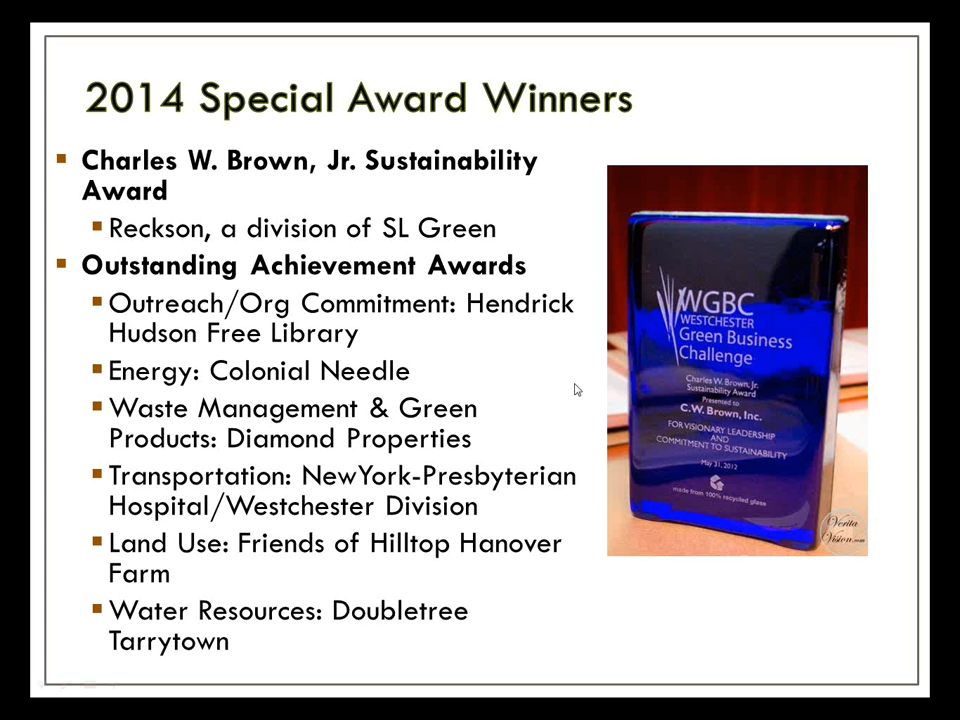 2014 Special Award Winners
Charles W. Brown, Jr. Sustainability
Award
Reckson, a division of SL Green
Outstanding Achievement Awards
Outreach/Org Commitment: Hendrick
Hudson Free Library
Energy: Colonial Needle
Waste Management & Green
Products: Diamond Properties
Transportation: NewYork-Presbyterian
Hospital/Westchester Division
Land Use: Friends of Hilltop Hanover
Farm
Water Resources: Doubletree
Tarrytown
WGBC
WESTCHESTER
Green Business
Challenge
Charles W. Brown, Jr.
Sustainability Award
Presented to
C.W. Brown, Inc.
FOR VISIONARY LEADERSHIP
AND
COMMITMENT TO SUSTAINABILITY
May 31, 2012
made from 100% recycled glass
Verita
Vision.com